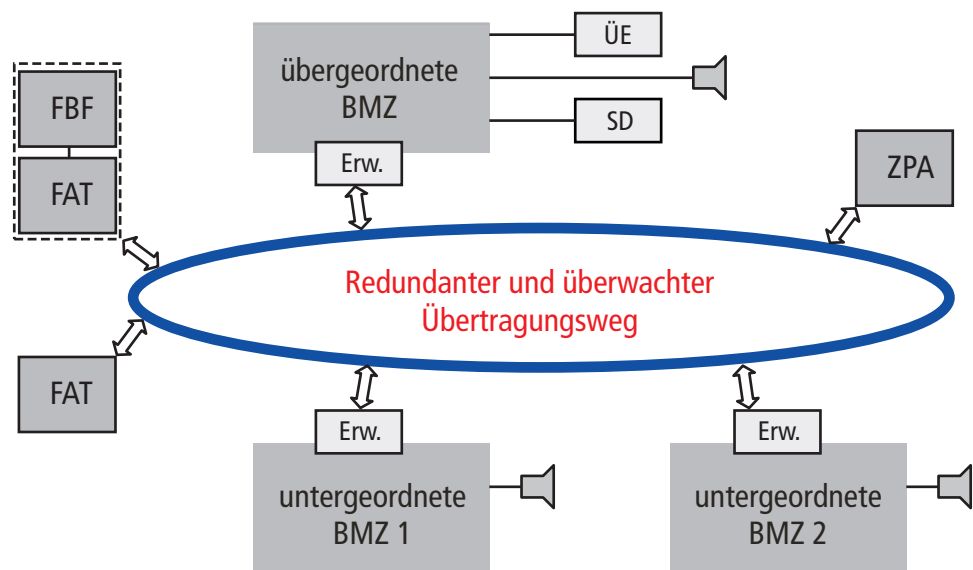 ÜE
übergeordnete
BMZ
SD
FBF
FAT
Erw.
ZPA
Redundanter und überwachter
Übertragungsweg
FAT
Erw.
untergeordnete
BMZ 1
Erw.
untergeordnete
BMZ 2